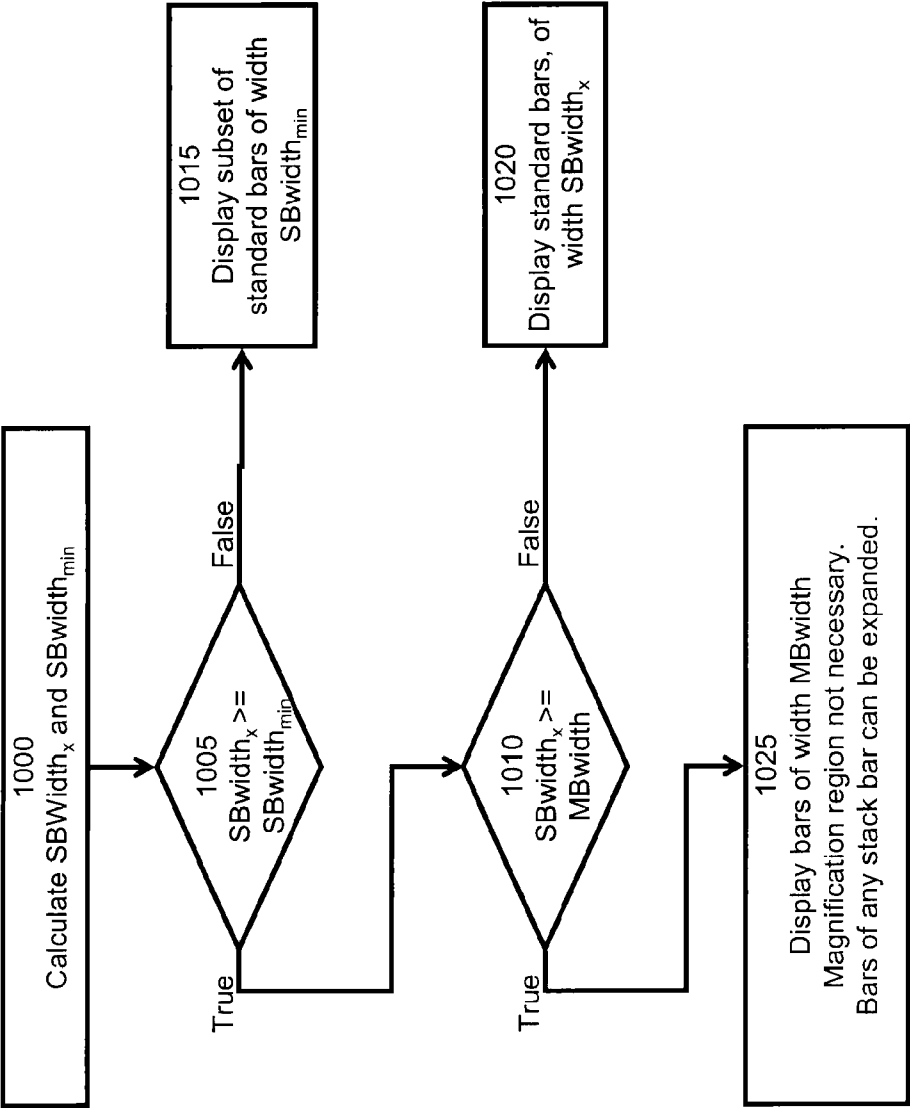 1000
Calculate SBWidthx and SBwidthmin
1005
SBwidthx >=
SBwidthmin
True
False
1015
Display subset of
standard bars of width
SBwidthmin
1010
SBwidthx >=
MBwidth
True
False
1020
Display standard bars, of
width SBwidthx
1025
Display bars of width MBwidth
Magnification region not necessary.
Bars of any stack bar can be expanded.